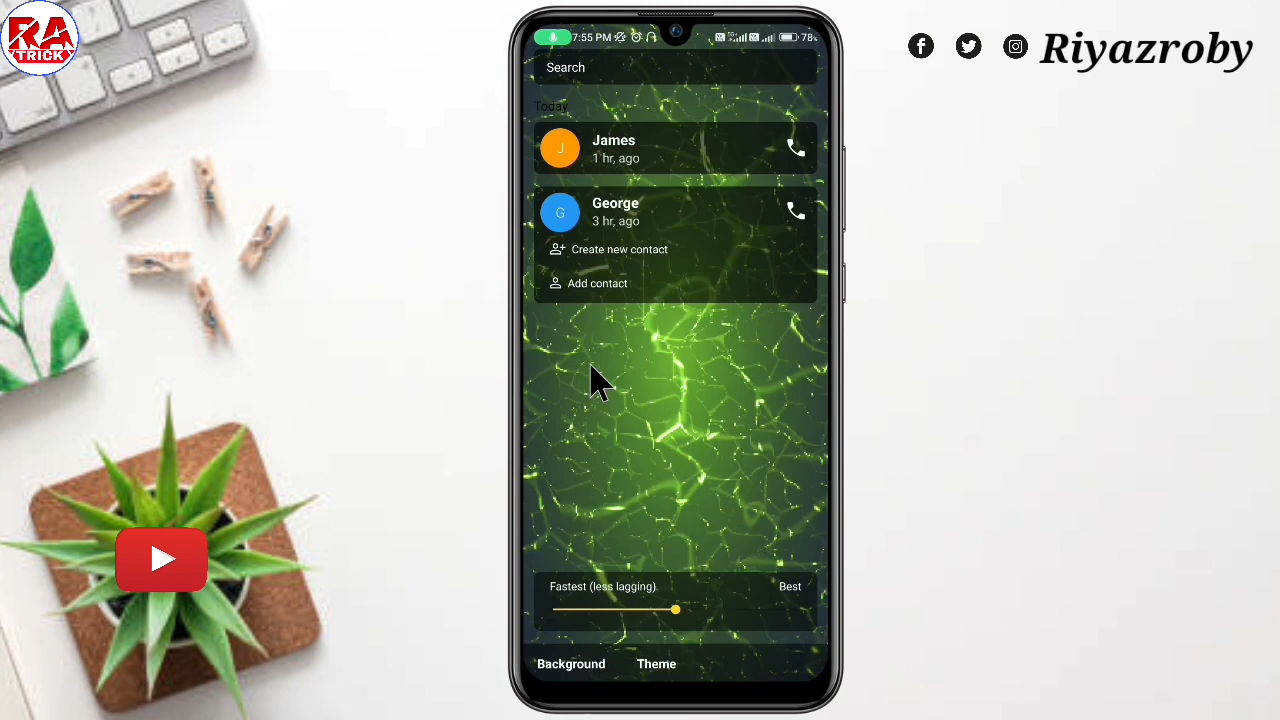 RA
TRICK
Riyazroby
7:55 PM
78%
Search
Today
J
James
1 hr, ago
G
George
3 hr, ago
Create new contact
Add contact
Fastest (less lagging)
Best
Background
Theme